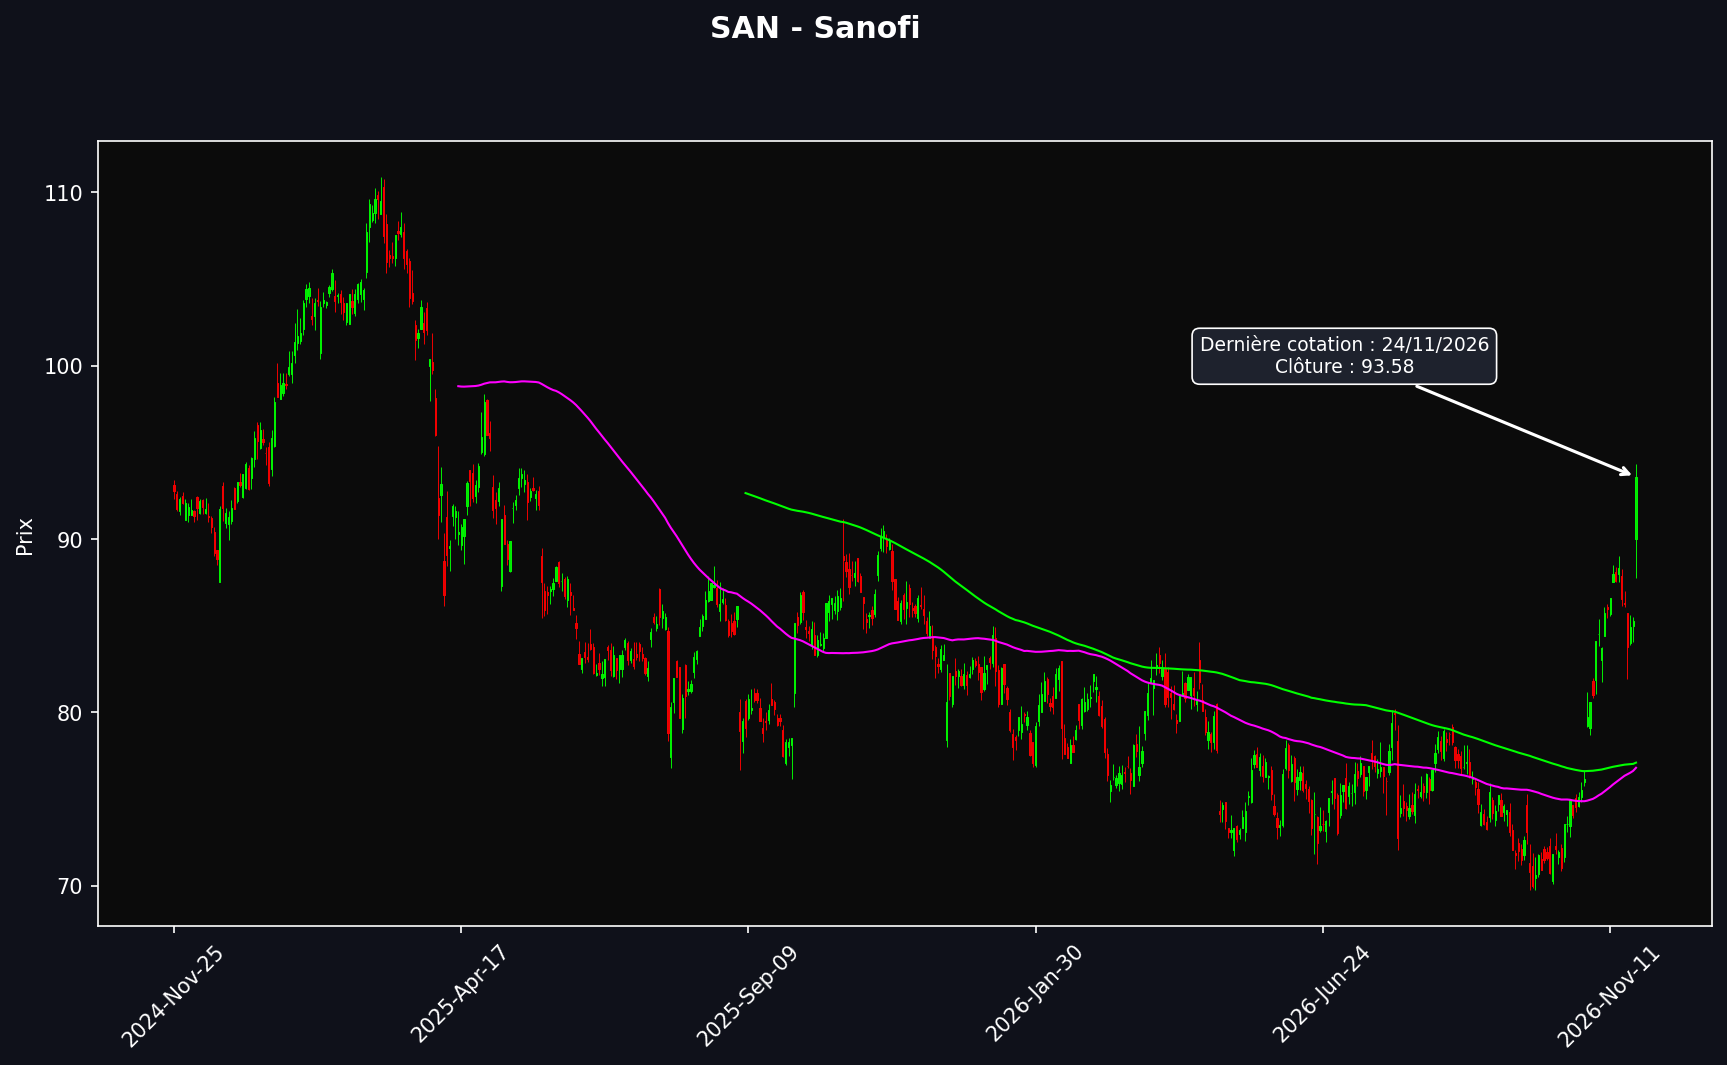 SAN - Sanofi
110
100
90
80
70
Prix
Dernière cotation : 24/11/2026
Clôture : 93.58
2024-Nov-25
2025-Apr-17
2025-Sep-09
2026-Jan-30
2026-Jun-24
2026-Nov-11